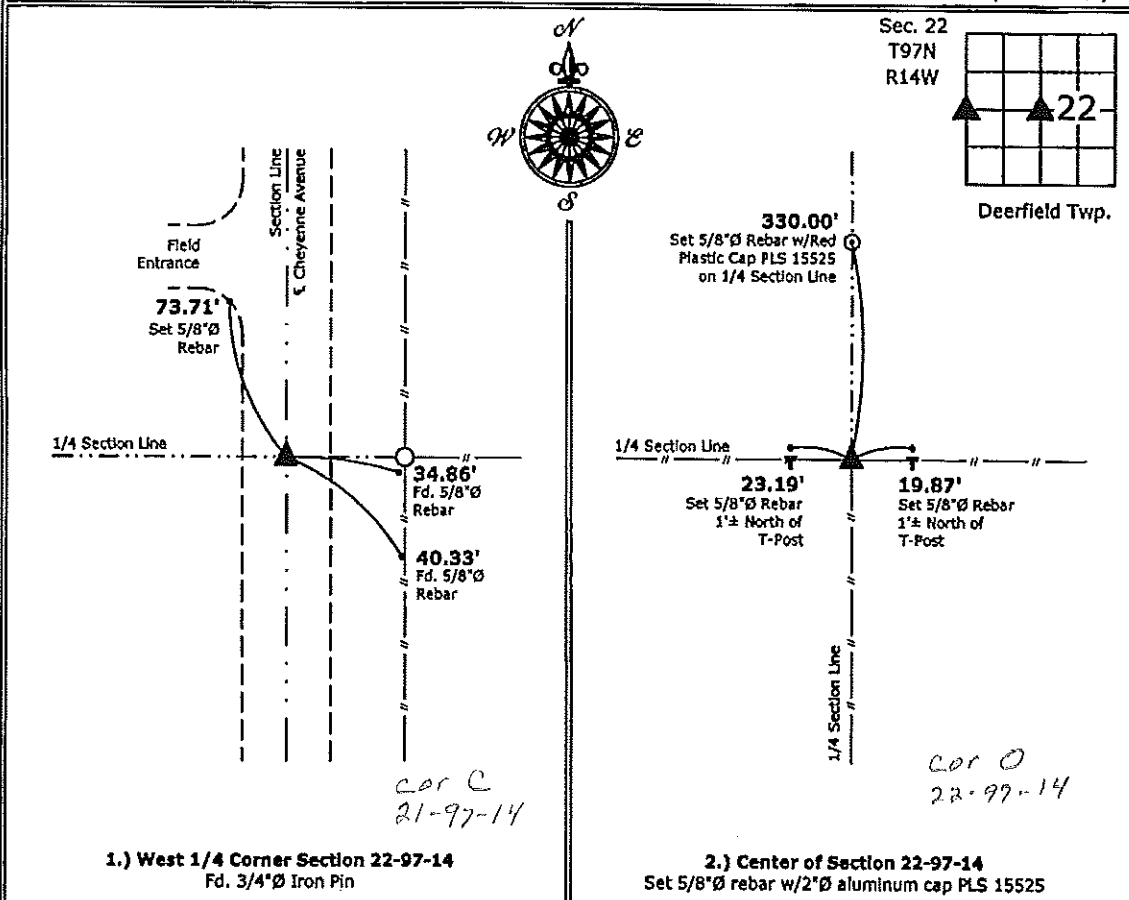 Sec. 22
T97N
R14W
22
Deerfield Twp.
N
W
E
S
Section Line
℄ Cheyenne Avenue
Field
Entrance
73.71'
Set 5/8"Ø
Rebar
1/4 Section Line
34.86'
Fd. 5/8"Ø
Rebar
40.33'
Fd. 5/8"Ø
Rebar
cor C
21-97-14
1.) West 1/4 Corner Section 22-97-14
Fd. 3/4"Ø Iron Pin
330.00'
Set 5/8"Ø Rebar w/Red
Plastic Cap PLS 15525
on 1/4 Section Line
1/4 Section Line
23.19'
Set 5/8"Ø Rebar
1'± North of
T-Post
19.87'
Set 5/8"Ø Rebar
1'± North of
T-Post
1/4 Section Line
cor O
22-97-14
2.) Center of Section 22-97-14
Set 5/8"Ø rebar w/2"Ø aluminum cap PLS 15525